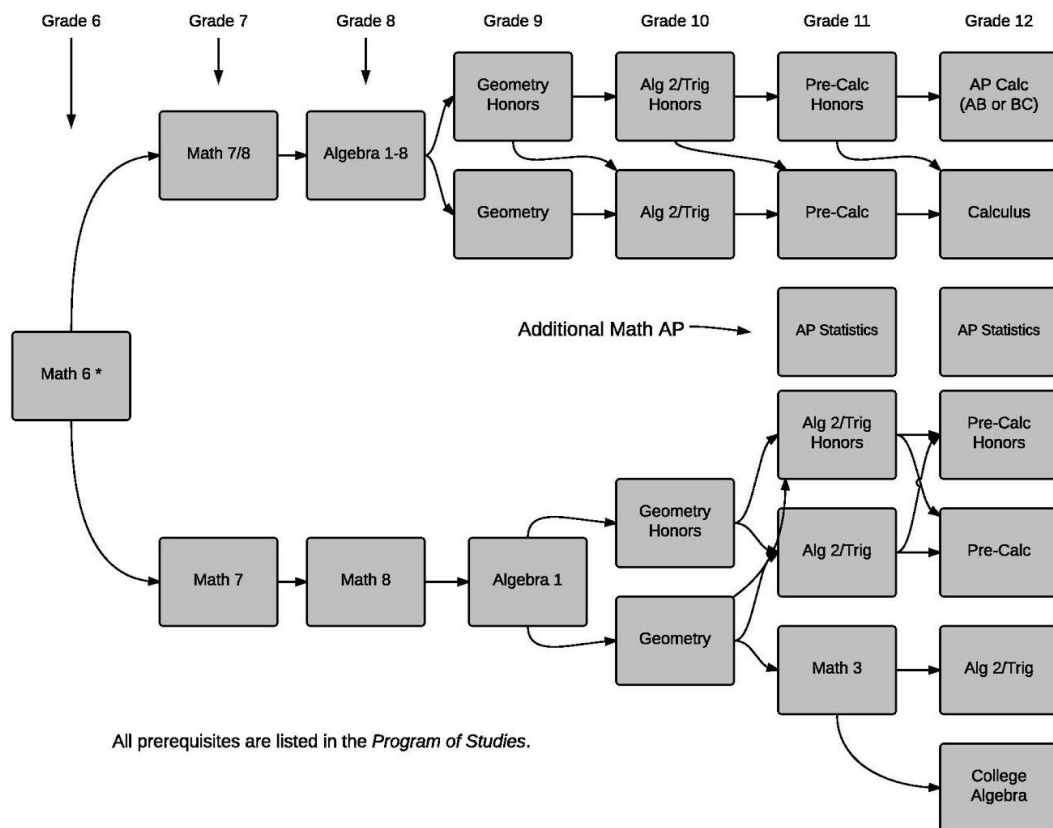 Grade 6
Grade 7
Grade 8
Grade 9
Grade 10
Grade 11
Grade 12
Geometry
Honors
Alg 2/Trig
Honors
Pre-Calc
Honors
AP Calc
(AB or BC)
Math 7/8
Algebra 1-8
Geometry
Alg 2/Trig
Pre-Calc
Calculus
Additional Math AP
AP Statistics
AP Statistics
Math 6 *
Alg 2/Trig
Honors
Pre-Calc
Honors
Geometry
Honors
Alg 2/Trig
Pre-Calc
Math 7
Math 8
Algebra 1
Geometry
Math 3
Alg 2/Trig
All prerequisites are listed in the Program of Studies.
College
Algebra